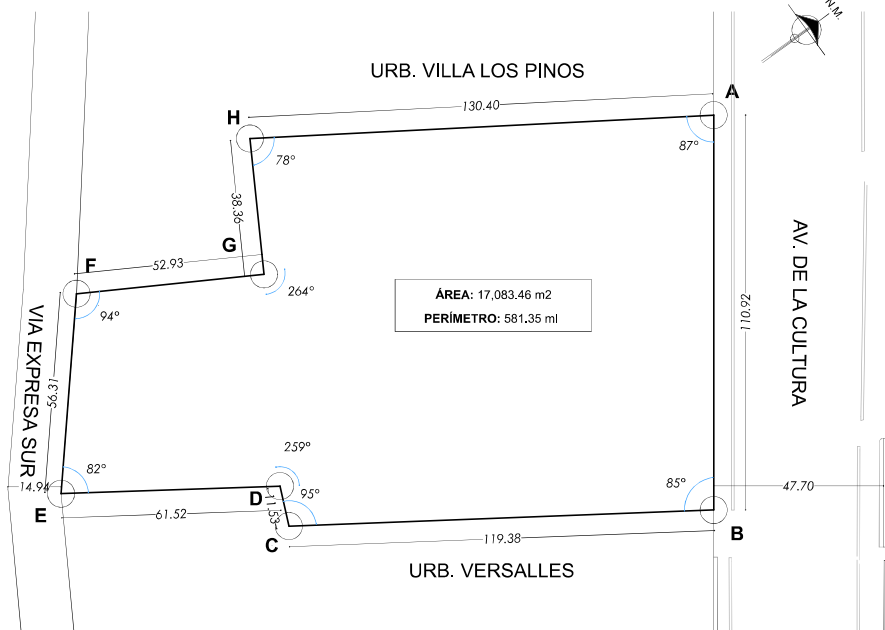 N.M.
URB. VILLA LOS PINOS
A
130.40
H
87°
78°
38.36
G
F
52.93
264°
94°
ÁREA: 17,083.46 m2
PERÍMETRO: 581.35 ml
110.92
AV. DE LA CULTURA
VIA EXPRESA SUR
56.31
259°
82°
95°
85°
14.94
47.70
D
E
11.53
61.52
B
C
119.38
URB. VERSALLES